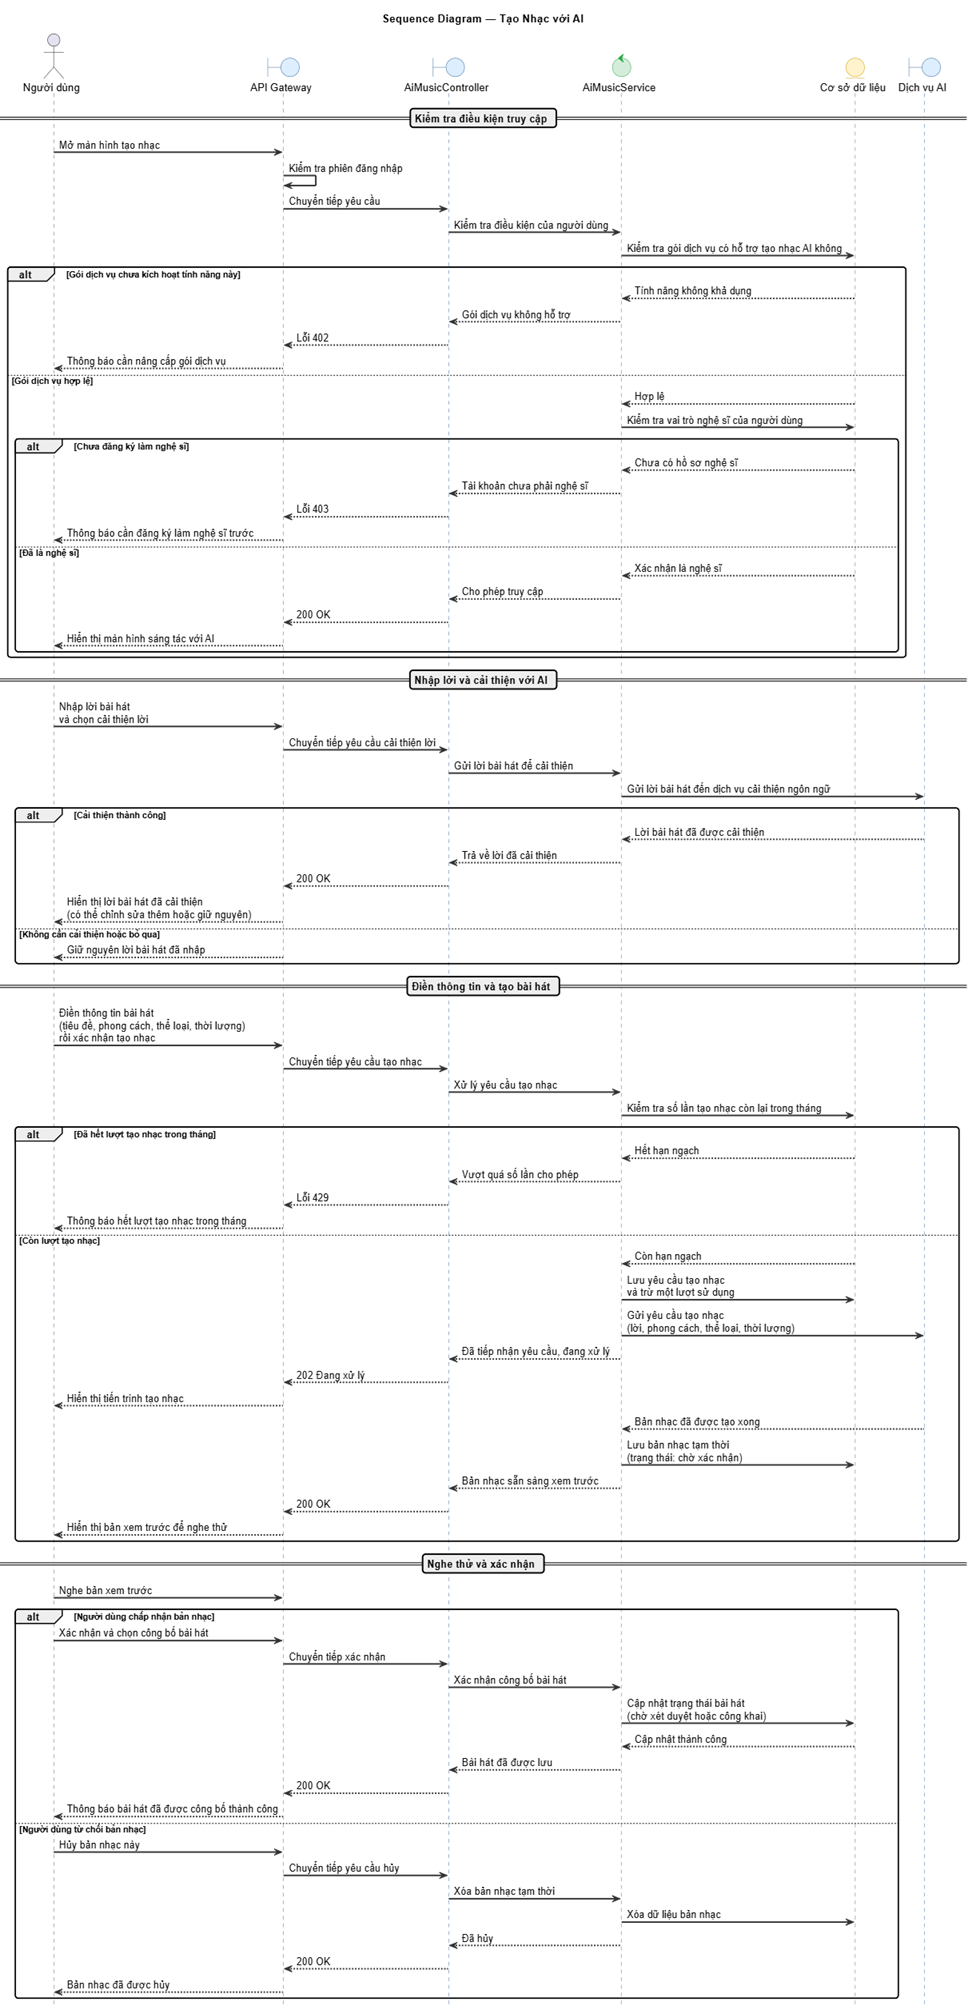 Sequence Diagram — Tạo Nhạc với AI
Người dùng
API Gateway
AiMusicController
AiMusicService
Cơ sở dữ liệu
Dịch vụ AI
Kiểm tra điều kiện truy cập
Mở màn hình tạo nhạc
Kiểm tra phiên đăng nhập
Chuyển tiếp yêu cầu
Kiểm tra điều kiện của người dùng
Kiểm tra gói dịch vụ có hỗ trợ tạo nhạc AI không
alt
[Gói dịch vụ chưa kích hoạt tính năng này]
Tính năng không khả dụng
Gói dịch vụ không hỗ trợ
Lỗi 402
Thông báo cần nâng cấp gói dịch vụ
[Gói dịch vụ hợp lệ]
Hợp lệ
Kiểm tra vai trò nghệ sĩ của người dùng
alt
[Chưa đăng ký làm nghệ sĩ]
Chưa có hồ sơ nghệ sĩ
Tài khoản chưa phải nghệ sĩ
Lỗi 403
Thông báo cần đăng ký làm nghệ sĩ trước
[Đã là nghệ sĩ]
Xác nhận là nghệ sĩ
Cho phép truy cập
200 OK
Hiển thị màn hình sáng tác với AI
Nhập lời và cải thiện với AI
Nhập lời bài hát
và chọn cải thiện lời
Chuyển tiếp yêu cầu cải thiện lời
Gửi lời bài hát để cải thiện
Gửi lời bài hát đến dịch vụ cải thiện ngôn ngữ
alt
[Cải thiện thành công]
Lời bài hát đã được cải thiện
Trả về lời đã cải thiện
200 OK
Hiển thị lời bài hát đã cải thiện
(có thể chỉnh sửa thêm hoặc giữ nguyên)
[Không cần cải thiện hoặc bỏ qua]
Giữ nguyên lời bài hát đã nhập
Điền thông tin và tạo bài hát
Điền thông tin bài hát
(tiêu đề, phong cách, thể loại, thời lượng)
rồi xác nhận tạo nhạc
Chuyển tiếp yêu cầu tạo nhạc
Xử lý yêu cầu tạo nhạc
Kiểm tra số lần tạo nhạc còn lại trong tháng
alt
[Đã hết lượt tạo nhạc trong tháng]
Hết hạn ngạch
Vượt quá số lần cho phép
Lỗi 429
Thông báo hết lượt tạo nhạc trong tháng
[Còn lượt tạo nhạc]
Còn hạn ngạch
Lưu yêu cầu tạo nhạc
và trừ một lượt sử dụng
Gửi yêu cầu tạo nhạc
(lời, phong cách, thể loại, thời lượng)
Đã tiếp nhận yêu cầu, đang xử lý
202 Đang xử lý
Hiển thị tiến trình tạo nhạc
Bản nhạc đã được tạo xong
Lưu bản nhạc tạm thời
(trạng thái: chờ xác nhận)
Bản nhạc sẵn sàng xem trước
200 OK
Hiển thị bản xem trước để nghe thử
Nghe thử và xác nhận
Nghe bản xem trước
alt
[Người dùng chấp nhận bản nhạc]
Xác nhận và chọn công bố bài hát
Chuyển tiếp xác nhận
Xác nhận công bố bài hát
Cập nhật trạng thái bài hát
(chờ xét duyệt hoặc công khai)
Cập nhật thành công
Bài hát đã được lưu
200 OK
Thông báo bài hát đã được công bố thành công
[Người dùng từ chối bản nhạc]
Hủy bản nhạc này
Chuyển tiếp yêu cầu hủy
Xóa bản nhạc tạm thời
Xóa dữ liệu bản nhạc
Đã hủy
200 OK
Bản nhạc đã được hủy